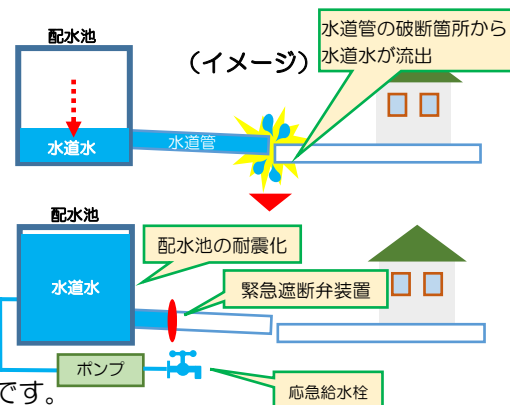 水道管の破断箇所から
水道水が流出
配水池
（イメージ）
水道水
水道管
配水池
配水池の耐震化
水道水
緊急遮断弁装置
ポンプ
応急給水栓
です。